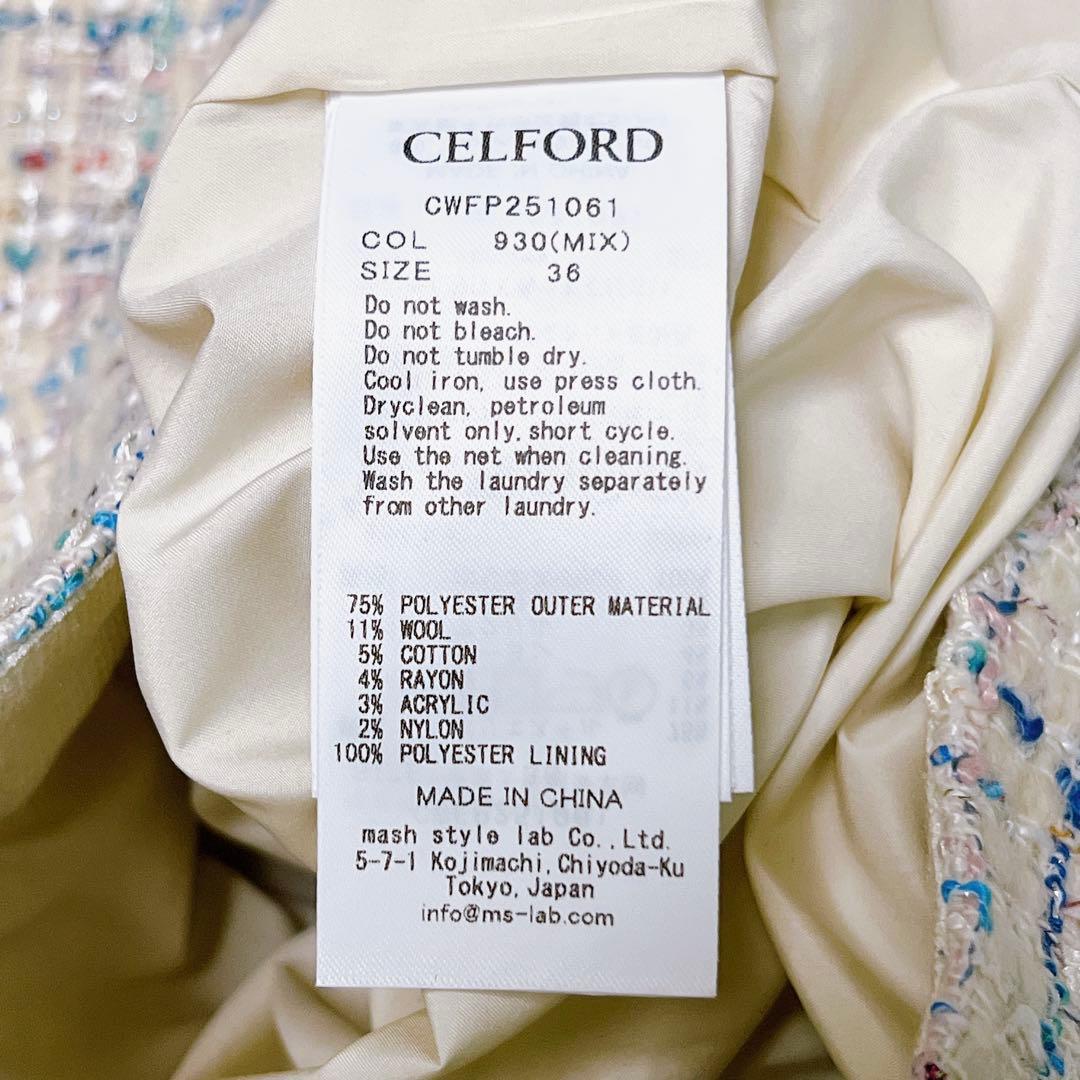 CELFORD
CWFP251061
COL 930(MIX)
SIZE 36
Do not wash.
Do not bleach.
Do not tumble dry.
Cool iron, use press cloth.
Dryclean, petroleum
solvent only,short cycle.
Use the net when cleaning.
Wash the laundry separately
from other laundry.
75% POLYESTER OUTER MATERIAL
11% WOOL
5% COTTON
4% RAYON
3% ACRYLIC
2% NYLON
100% POLYESTER LINING
MADE IN CHINA
mash style lab Co.,Ltd.
5-7-1 Kojimachi,Chiyoda-Ku
Tokyo,Japan
info@ms-lab.com